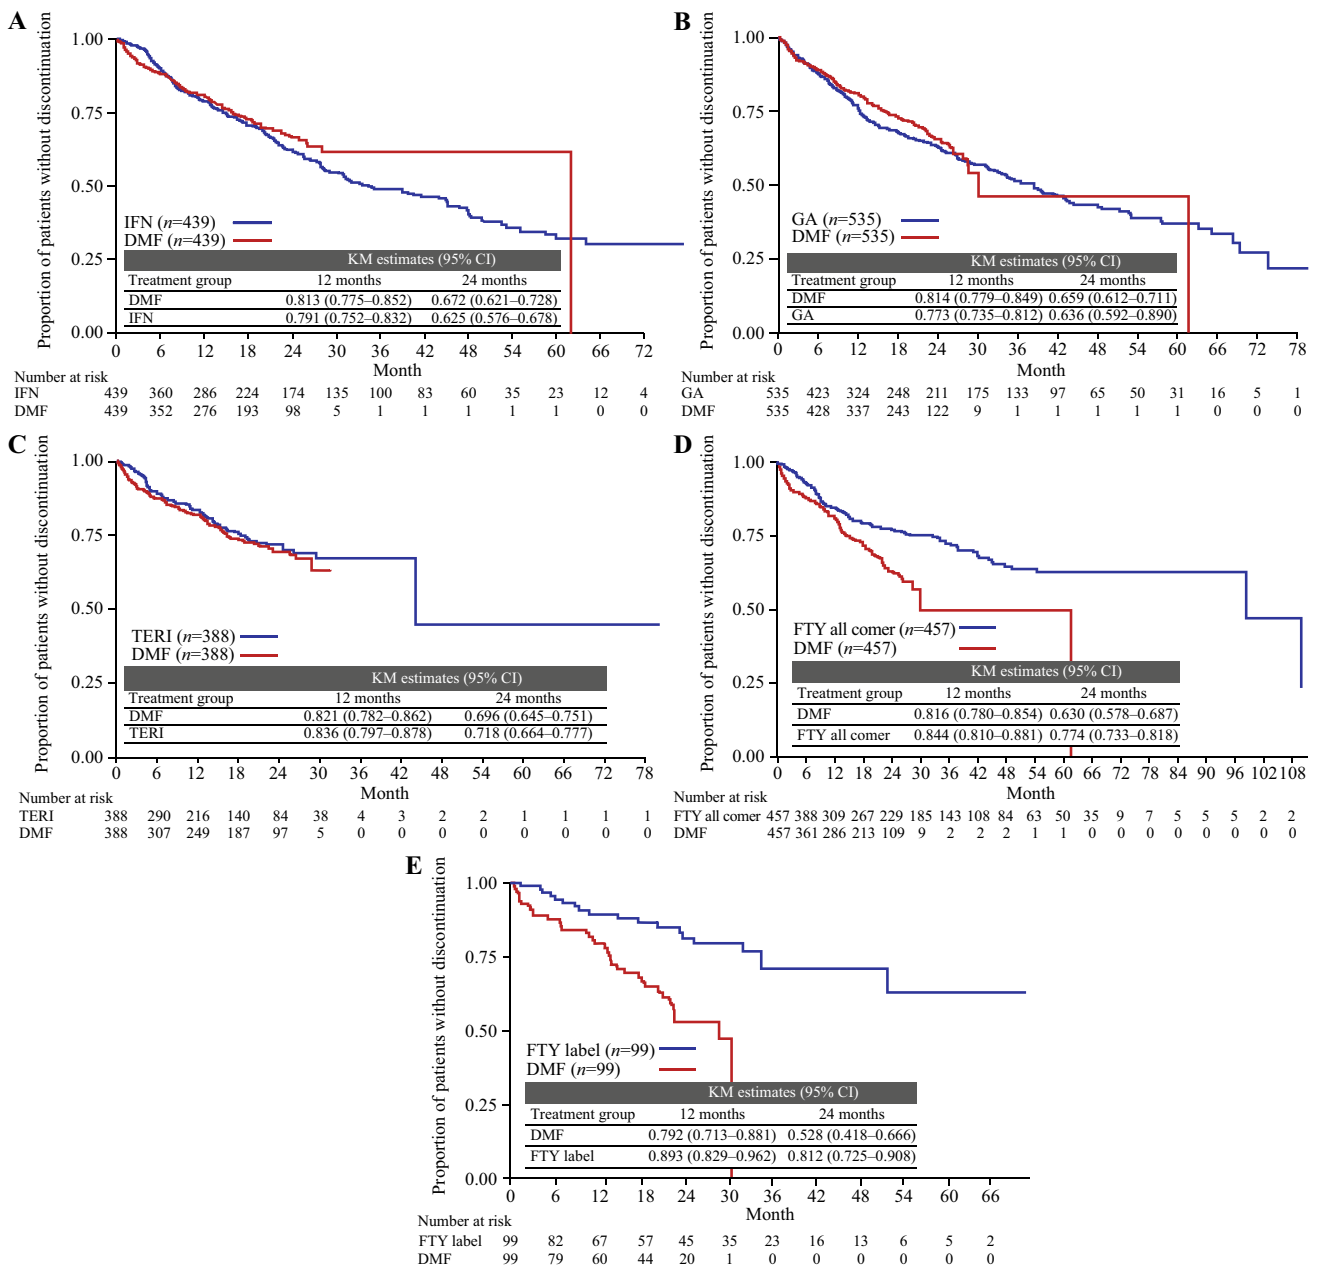 A
Proportion of patients without discontinuation
1.00
0.75
0.50
0.25
0.00
IFN (n=439)
DMF (n=439)
KM estimates (95% CI)
Treatment group 12 months 24 months
DMF 0.813 (0.775–0.852) 0.672 (0.621–0.728)
IFN 0.791 (0.752–0.832) 0.625 (0.576–0.678)
0 6 12 18 24 30 36 42 48 54 60 66 72
Month
Number at risk
IFN 439 360 286 224 174 135 100 83 60 35 23 12 4
DMF 439 352 276 193 98 5 1 1 1 1 1 0 0
B
Proportion of patients without discontinuation
1.00
0.75
0.50
0.25
0.00
GA (n=535)
DMF (n=535)
KM estimates (95% CI)
Treatment group 12 months 24 months
DMF 0.814 (0.779–0.849) 0.659 (0.612–0.711)
GA 0.773 (0.735–0.812) 0.636 (0.592–0.890)
0 6 12 18 24 30 36 42 48 54 60 66 72 78
Month
Number at risk
GA 535 423 324 248 211 175 133 97 65 50 31 16 5 1
DMF 535 428 337 243 122 9 1 1 1 1 1 0 0 0
C
Proportion of patients without discontinuation
1.00
0.75
0.50
0.25
0.00
TERI (n=388)
DMF (n=388)
KM estimates (95% CI)
Treatment group 12 months 24 months
DMF 0.821 (0.782–0.862) 0.696 (0.645–0.751)
TERI 0.836 (0.797–0.878) 0.718 (0.664–0.777)
0 6 12 18 24 30 36 42 48 54 60 66 72 78
Month
Number at risk
TERI 388 290 216 140 84 38 4 3 2 2 1 1 1 1
DMF 388 307 249 187 97 5 0 0 0 0 0 0 0 0
D
Proportion of patients without discontinuation
1.00
0.75
0.50
0.25
0.00
FTY all comer (n=457)
DMF (n=457)
KM estimates (95% CI)
Treatment group 12 months 24 months
DMF 0.816 (0.780–0.854) 0.630 (0.578–0.687)
FTY all comer 0.844 (0.810–0.881) 0.774 (0.733–0.818)
0 6 12 18 24 30 36 42 48 54 60 66 72 78 84 90 96 102 108
Month
Number at risk
FTY all comer 457 388 309 267 229 185 143 108 84 63 50 35 9 7 5 5 5 2 2
DMF 457 361 286 213 109 9 2 2 2 1 1 0 0 0 0 0 0 0 0
E
Proportion of patients without discontinuation
1.00
0.75
0.50
0.25
0.00
FTY label (n=99)
DMF (n=99)
KM estimates (95% CI)
Treatment group 12 months 24 months
DMF 0.792 (0.713–0.881) 0.528 (0.418–0.666)
FTY label 0.893 (0.829–0.962) 0.812 (0.725–0.908)
0 6 12 18 24 30 36 42 48 54 60 66
Month
Number at risk
FTY label 99 82 67 57 45 35 23 16 13 6 5 2
DMF 99 79 60 44 20 1 0 0 0 0 0 0